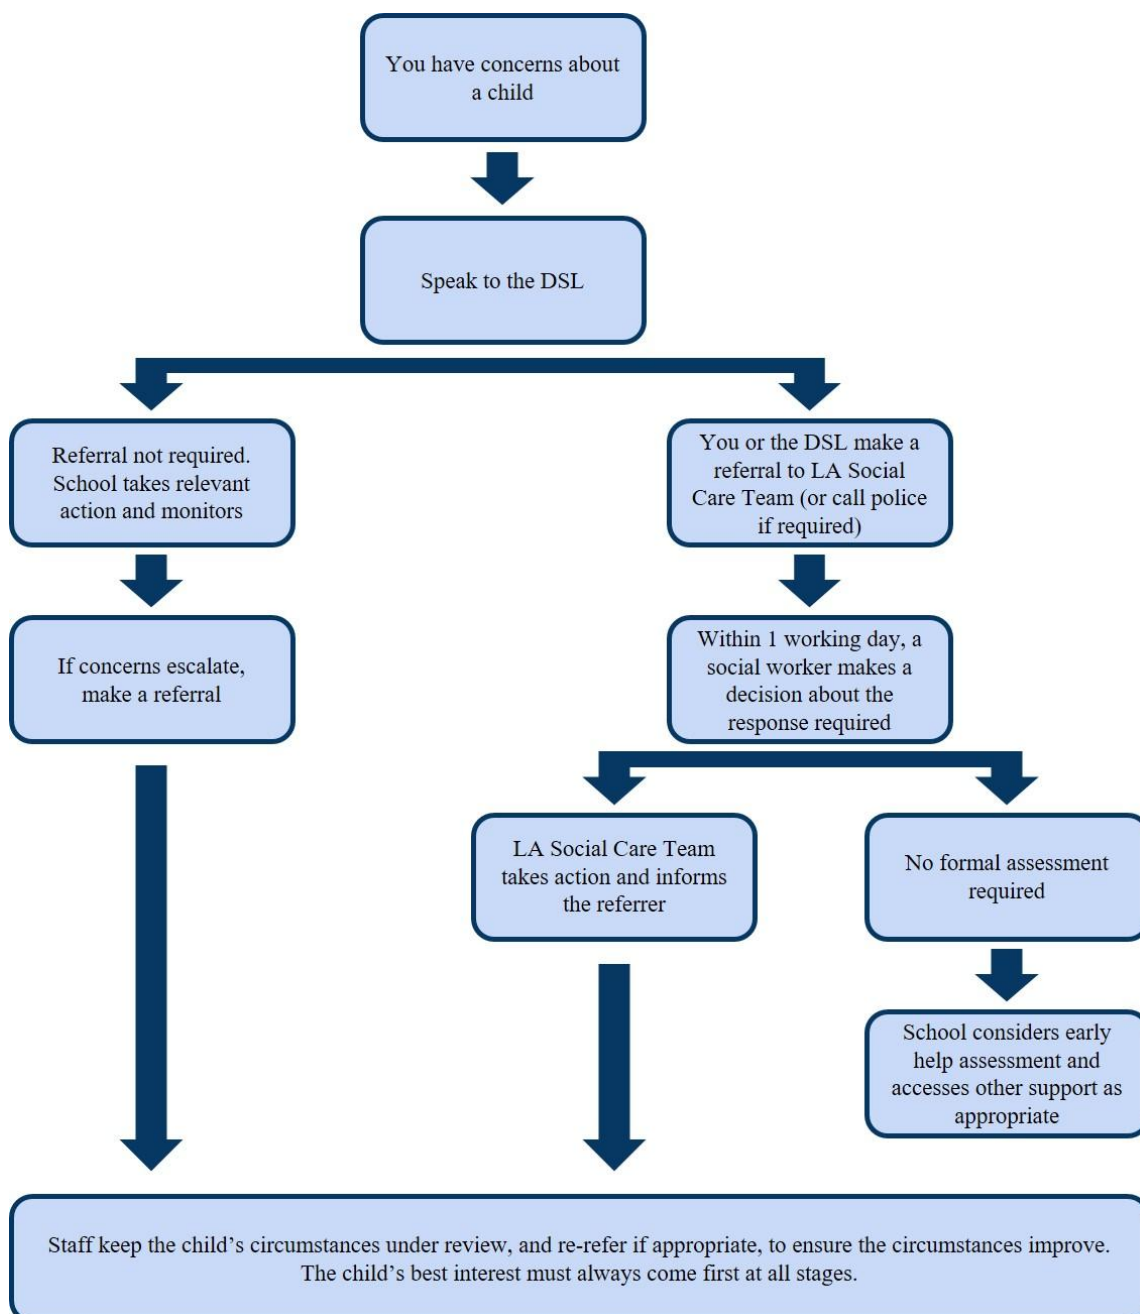 You have concerns about
a child
Speak to the DSL
Referral not required.
School takes relevant
action and monitors
You or the DSL make a
referral to LA Social
Care Team (or call police
if required)
If concerns escalate,
make a referral
Within 1 working day, a
social worker makes a
decision about the
response required
LA Social Care Team
takes action and informs
the referrer
No formal assessment
required
School considers early
help assessment and
accesses other support as
appropriate
Staff keep the child’s circumstances under review, and re-refer if appropriate, to ensure the circumstances improve.
The child’s best interest must always come first at all stages.